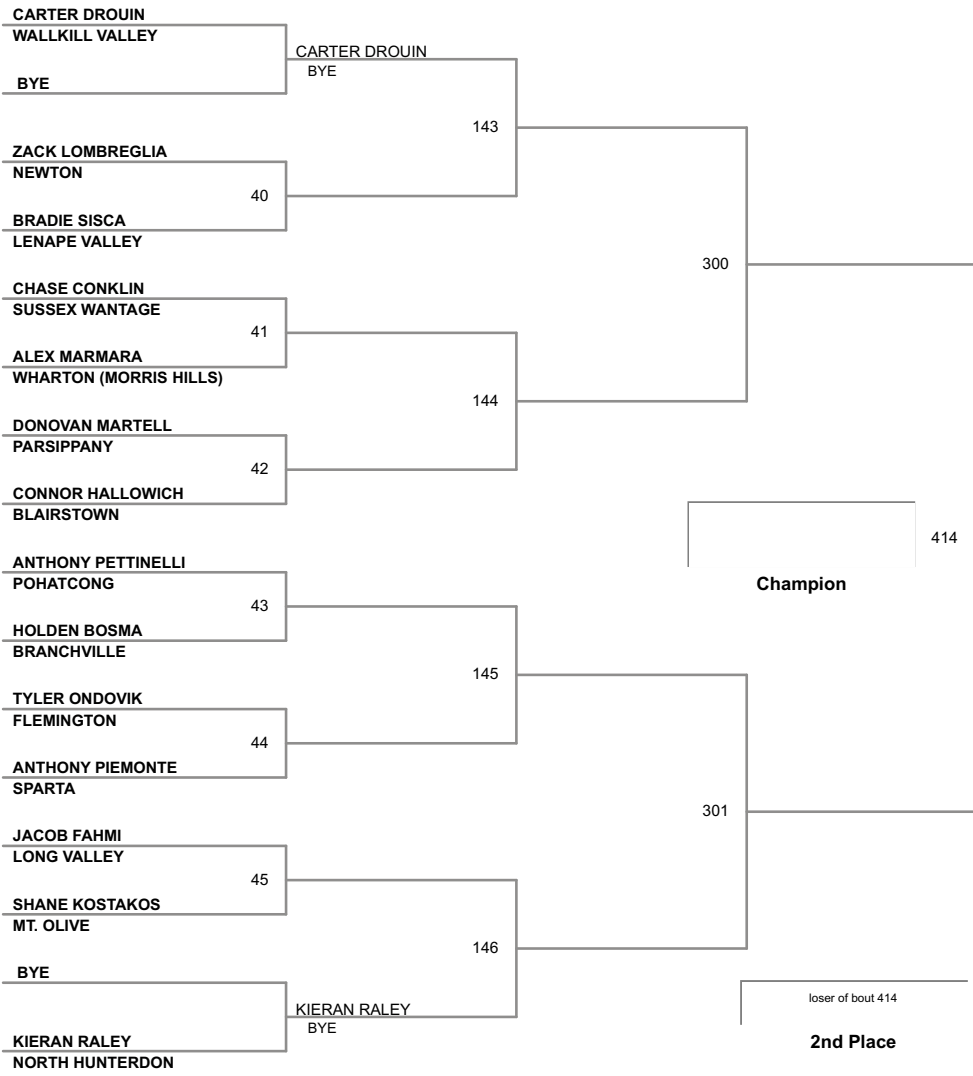 CARTER DROUIN
WALLKILL VALLEY
CARTER DROUIN
BYE
BYE
143
ZACK LOMBREGLIA
NEWTON
40
BRADIE SISCA
LENAPE VALLEY
300
CHASE CONKLIN
SUSSEX WANTAGE
41
ALEX MARMARA
WHARTON (MORRIS HILLS)
144
DONOVAN MARTELL
PARSIPPANY
42
CONNOR HALLOWICH
BLAIRSTOWN
414
Champion
ANTHONY PETTINELLI
POHATCONG
43
HOLDEN BOSMA
BRANCHVILLE
145
TYLER ONDOVIK
FLEMINGTON
44
ANTHONY PIEMONTE
SPARTA
301
JACOB FAHMI
LONG VALLEY
45
SHANE KOSTAKOS
MT. OLIVE
146
BYE
KIERAN RALEY
BYE
KIERAN RALEY
NORTH HUNTERDON
loser of bout 414
2nd Place